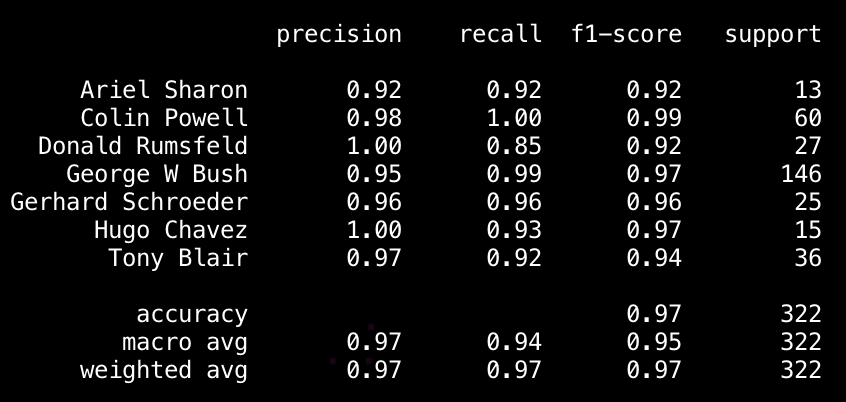 precision recall f1-score support
Ariel Sharon 0.92 0.92 0.92 13
Colin Powell 0.98 1.00 0.99 60
Donald Rumsfeld 1.00 0.85 0.92 27
George W Bush 0.95 0.99 0.97 146
Gerhard Schroeder 0.96 0.96 0.96 25
Hugo Chavez 1.00 0.93 0.97 15
Tony Blair 0.97 0.92 0.94 36
accuracy 0.97 322
macro avg 0.97 0.94 0.95 322
weighted avg 0.97 0.97 0.97 322